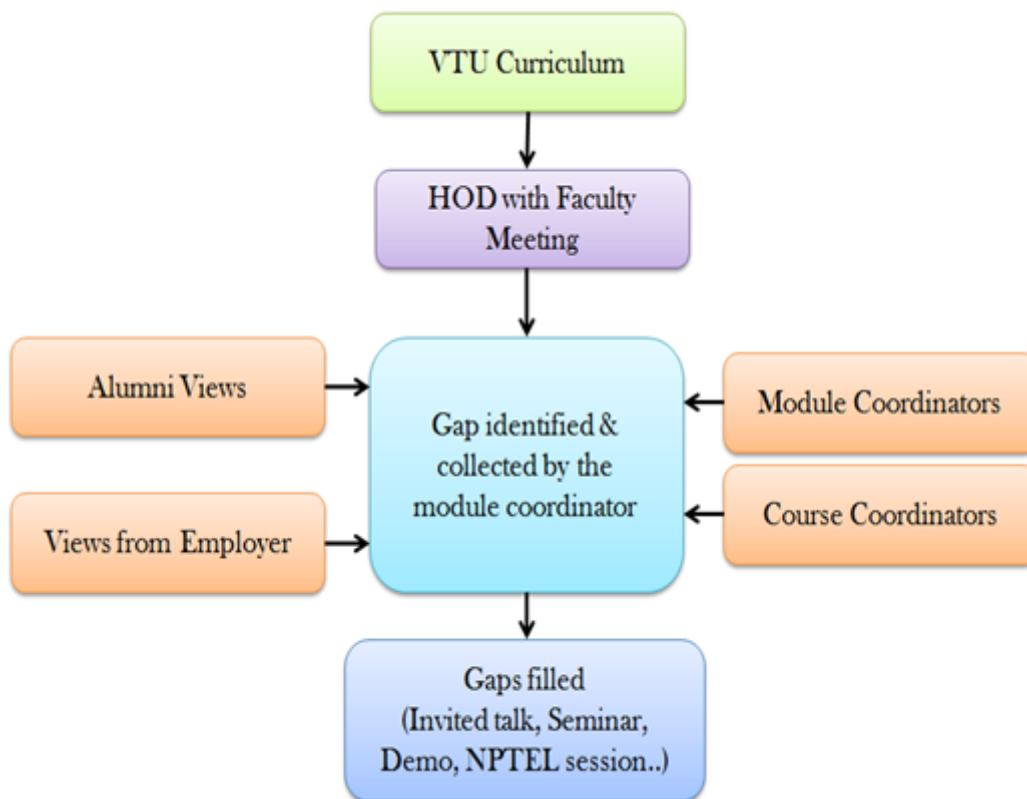 VTU Curriculum
HOD with Faculty
Meeting
Alumni Views
Views from Employer
Gap identified &
collected by the
module coordinator
Module Coordinators
Course Coordinators
Gaps filled
(Invited talk, Seminar,
Demo, NPTEL session..)